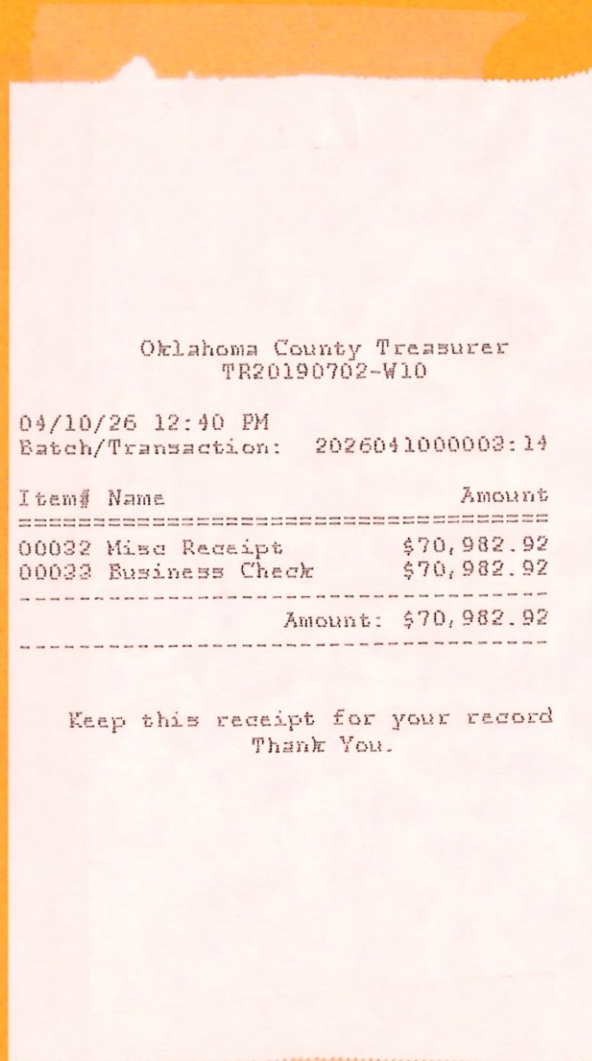 Oklahoma County Treasurer
TR20190702-W10
04/10/26 12:40 PM
Batch/Transaction: 2026041000003:14
Item# Name Amount
===================================
00032 Misc Receipt $70,982.92
00033 Business Check $70,982.92
-----------------------------------
Amount: $70,982.92
-----------------------------------
Keep this receipt for your record
Thank You.